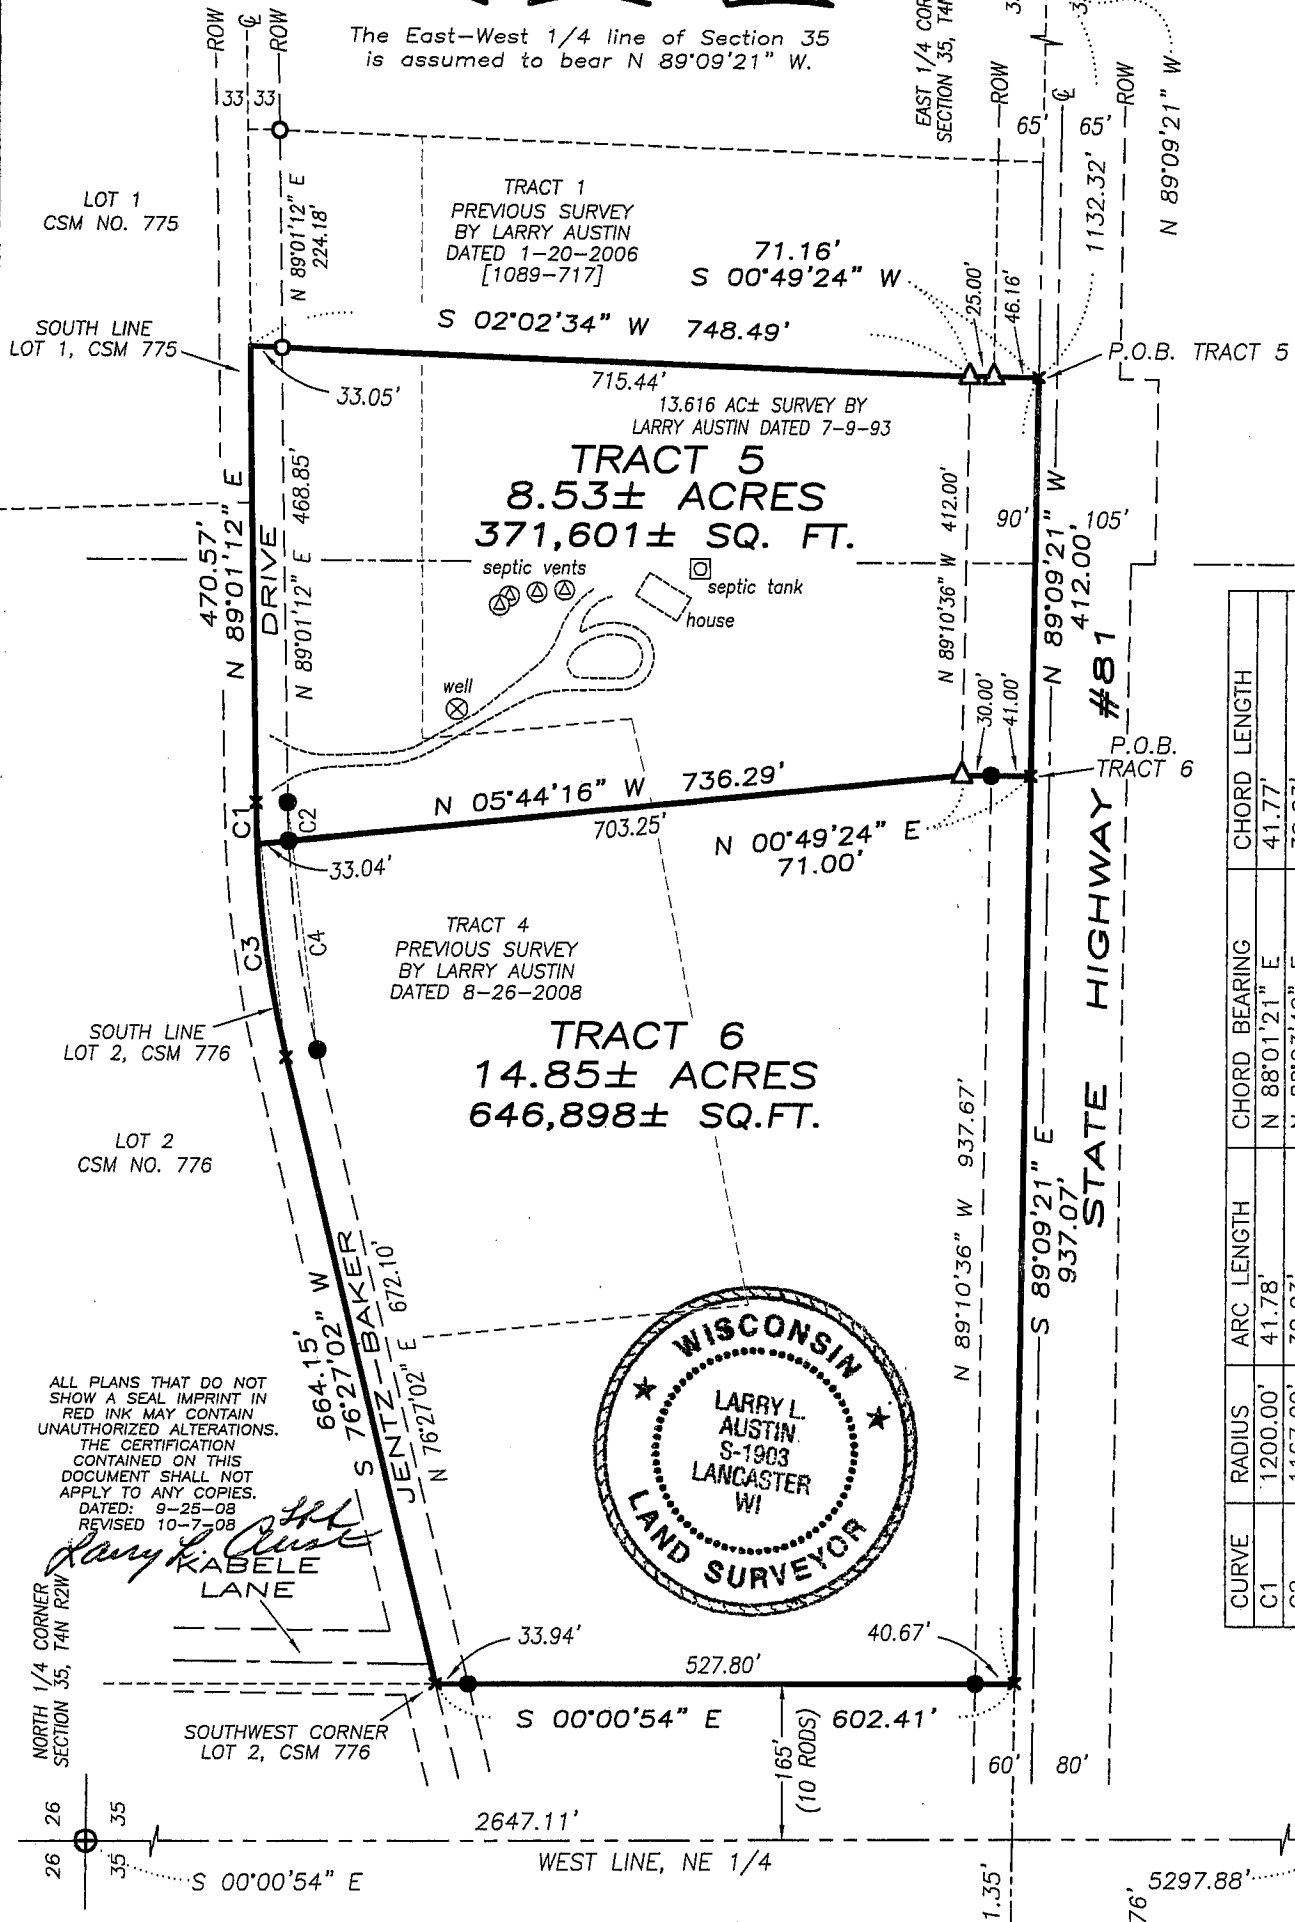 The East-West 1/4 line of Section 35
is assumed to bear N 89°09'21" W.
ROW
℄
ROW
33
33
EAST 1/4 COR
SECTION 35, T4N
ROW
℄
ROW
65'
65'
1132.32'
N 89°09'21" W
LOT 1
CSM NO. 775
N 89°01'12" E
224.18'
TRACT 1
PREVIOUS SURVEY
BY LARRY AUSTIN
DATED 1-20-2006
[1089-717]
71.16'
S 00°49'24" W
25.00'
46.16'
SOUTH LINE
LOT 1, CSM 775
S 02°02'34" W 748.49'
P.O.B. TRACT 5
33.05'
715.44'
13.616 AC± SURVEY BY
LARRY AUSTIN DATED 7-9-93
TRACT 5
8.53± ACRES
371,601± SQ. FT.
470.57'
N 89°01'12" E
DRIVE
N 89°01'12" E 468.85'
N 89°10'36" W 412.00'
90'
105'
N 89°09'21" W
412.00'
septic vents
septic tank
house
well
30.00'
41.00'
P.O.B.
TRACT 6
C1
C2
N 05°44'16" W 736.29'
703.25'
N 00°49'24" E
71.00'
33.04'
C3
C4
TRACT 4
PREVIOUS SURVEY
BY LARRY AUSTIN
DATED 8-26-2008
SOUTH LINE
LOT 2, CSM 776
TRACT 6
14.85± ACRES
646,898± SQ.FT.
LOT 2
CSM NO. 776
N 89°10'36" W 937.67'
S 89°09'21" E
937.07'
STATE HIGHWAY #81
664.15'
S 76°27'02" W
JENTZ-BAKER
N 76°27'02" E 672.10'
WISCONSIN
LARRY L.
AUSTIN
S-1903
LANCASTER
WI
LAND SURVEYOR
ALL PLANS THAT DO NOT
SHOW A SEAL IMPRINT IN
RED INK MAY CONTAIN
UNAUTHORIZED ALTERATIONS.
THE CERTIFICATION
CONTAINED ON THIS
DOCUMENT SHALL NOT
APPLY TO ANY COPIES.
DATED: 9-25-08
REVISED 10-7-08
Larry L. Aust
KABELE
LANE
NORTH 1/4 CORNER
SECTION 35, T4N R2W
33.94'
40.67'
527.80'
S 00°00'54" E 602.41'
SOUTHWEST CORNER
LOT 2, CSM 776
165'
(10 RODS)
60'
80'
26
35
26
35
2647.11'
WEST LINE, NE 1/4
S 00°00'54" E
1.35'
76'
5297.88'
CURVE RADIUS ARC LENGTH CHORD BEARING CHORD LENGTH
C1 1200.00' 41.78' N 88°01'21" E 41.77'